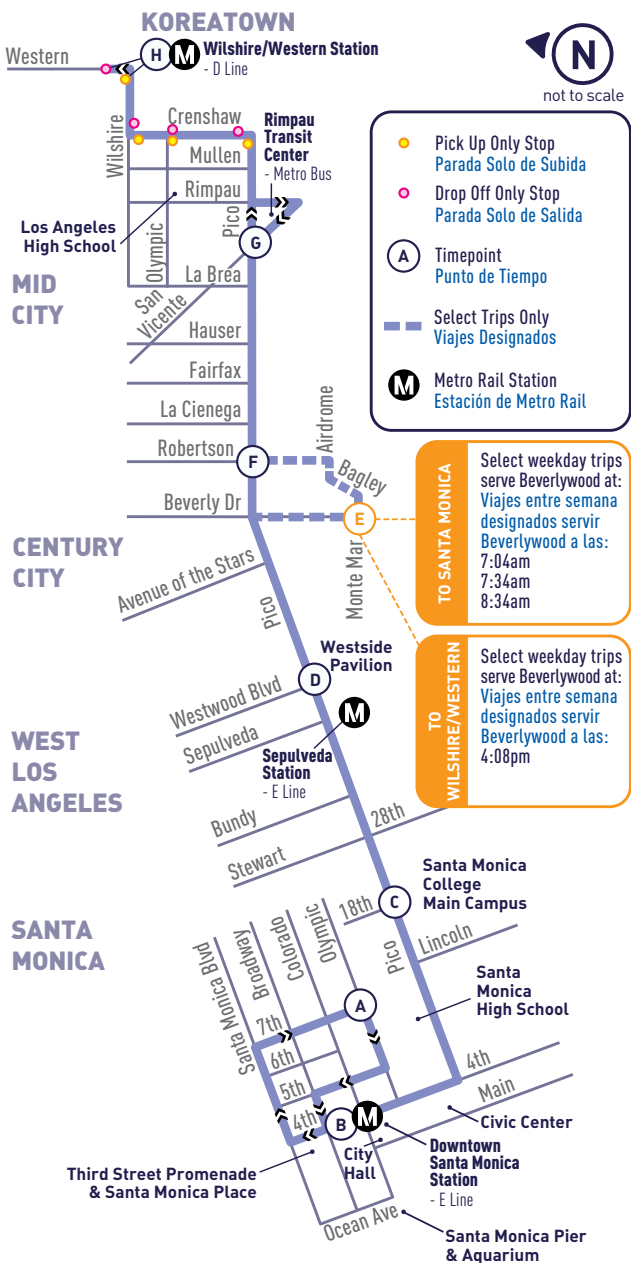 KOREATOWN
Western
H
M
Wilshire/Western Station
- D Line
N
not to scale
Wilshire
Crenshaw
Mullen
Rimpau
Rimpau
Transit
Center
- Metro Bus
Pico
G
Los Angeles
High School
Olympic
La Brea
San
Vicente
MID
CITY
Hauser
Fairfax
La Cienega
Robertson
F
Airdrome
Bagley
Beverly Dr
E
Monte Mar
Pick Up Only Stop
Parada Solo de Subida
Drop Off Only Stop
Parada Solo de Salida
A
Timepoint
Punto de Tiempo
Select Trips Only
Viajes Designados
M
Metro Rail Station
Estación de Metro Rail
TO SANTA MONICA
Select weekday trips
serve Beverlywood at:
Viajes entre semana
designados servir
Beverlywood a las:
7:04am
7:34am
8:34am
TO
WILSHIRE/WESTERN
Select weekday trips
serve Beverlywood at:
Viajes entre semana
designados servir
Beverlywood a las:
4:08pm
CENTURY
CITY
Avenue of the Stars
Pico
Westside
Pavilion
D
Westwood Blvd
M
Sepulveda
Sepulveda
Station
- E Line
WEST
LOS
ANGELES
Bundy
28th
Stewart
Santa Monica
College
Main Campus
18th
C
Pico
Lincoln
SANTA
MONICA
Santa Monica Blvd
Broadway
Colorado
Olympic
A
Santa
Monica
High School
7th
6th
5th
4th
4th
Main
B
M
Civic Center
City
Hall
Downtown
Santa Monica
Station
- E Line
Third Street Promenade
& Santa Monica Place
Ocean Ave
Santa Monica Pier
& Aquarium